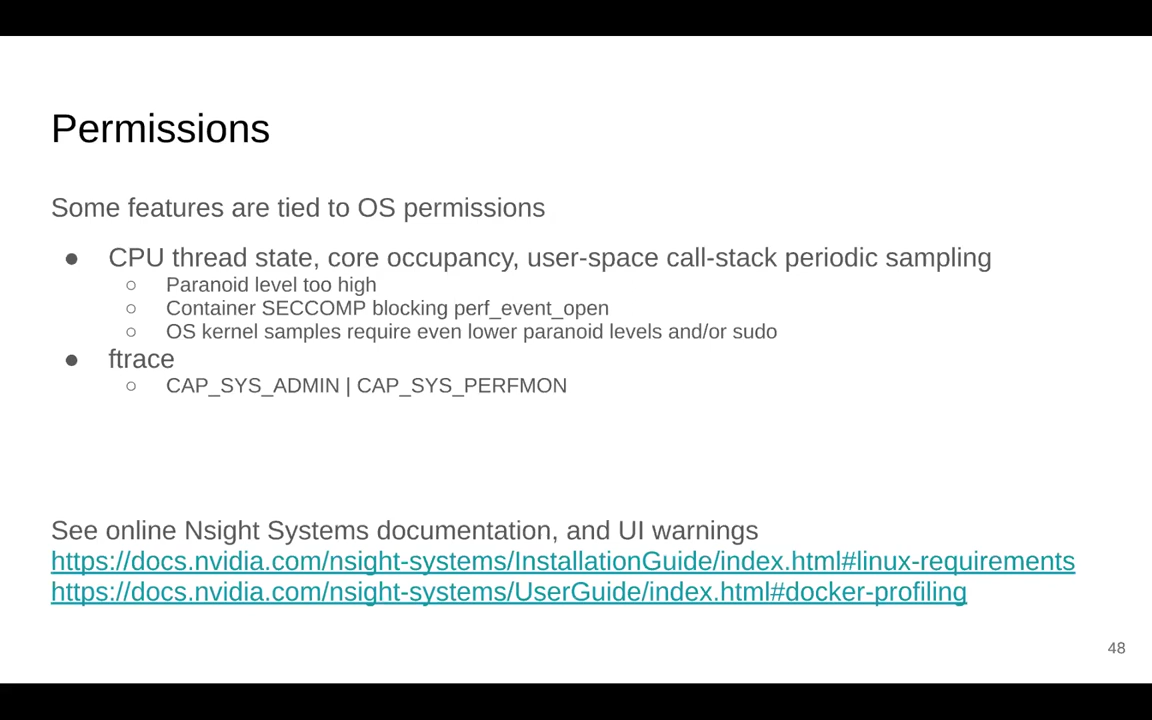 Permissions
Some features are tied to OS permissions
● CPU thread state, core occupancy, user-space call-stack periodic sampling
○ Paranoid level too high
○ Container SECCOMP blocking perf_event_open
○ OS kernel samples require even lower paranoid levels and/or sudo
● ftrace
○ CAP_SYS_ADMIN | CAP_SYS_PERFMON
See online Nsight Systems documentation, and UI warnings
https://docs.nvidia.com/nsight-systems/InstallationGuide/index.html#linux-requirements
https://docs.nvidia.com/nsight-systems/UserGuide/index.html#docker-profiling
48